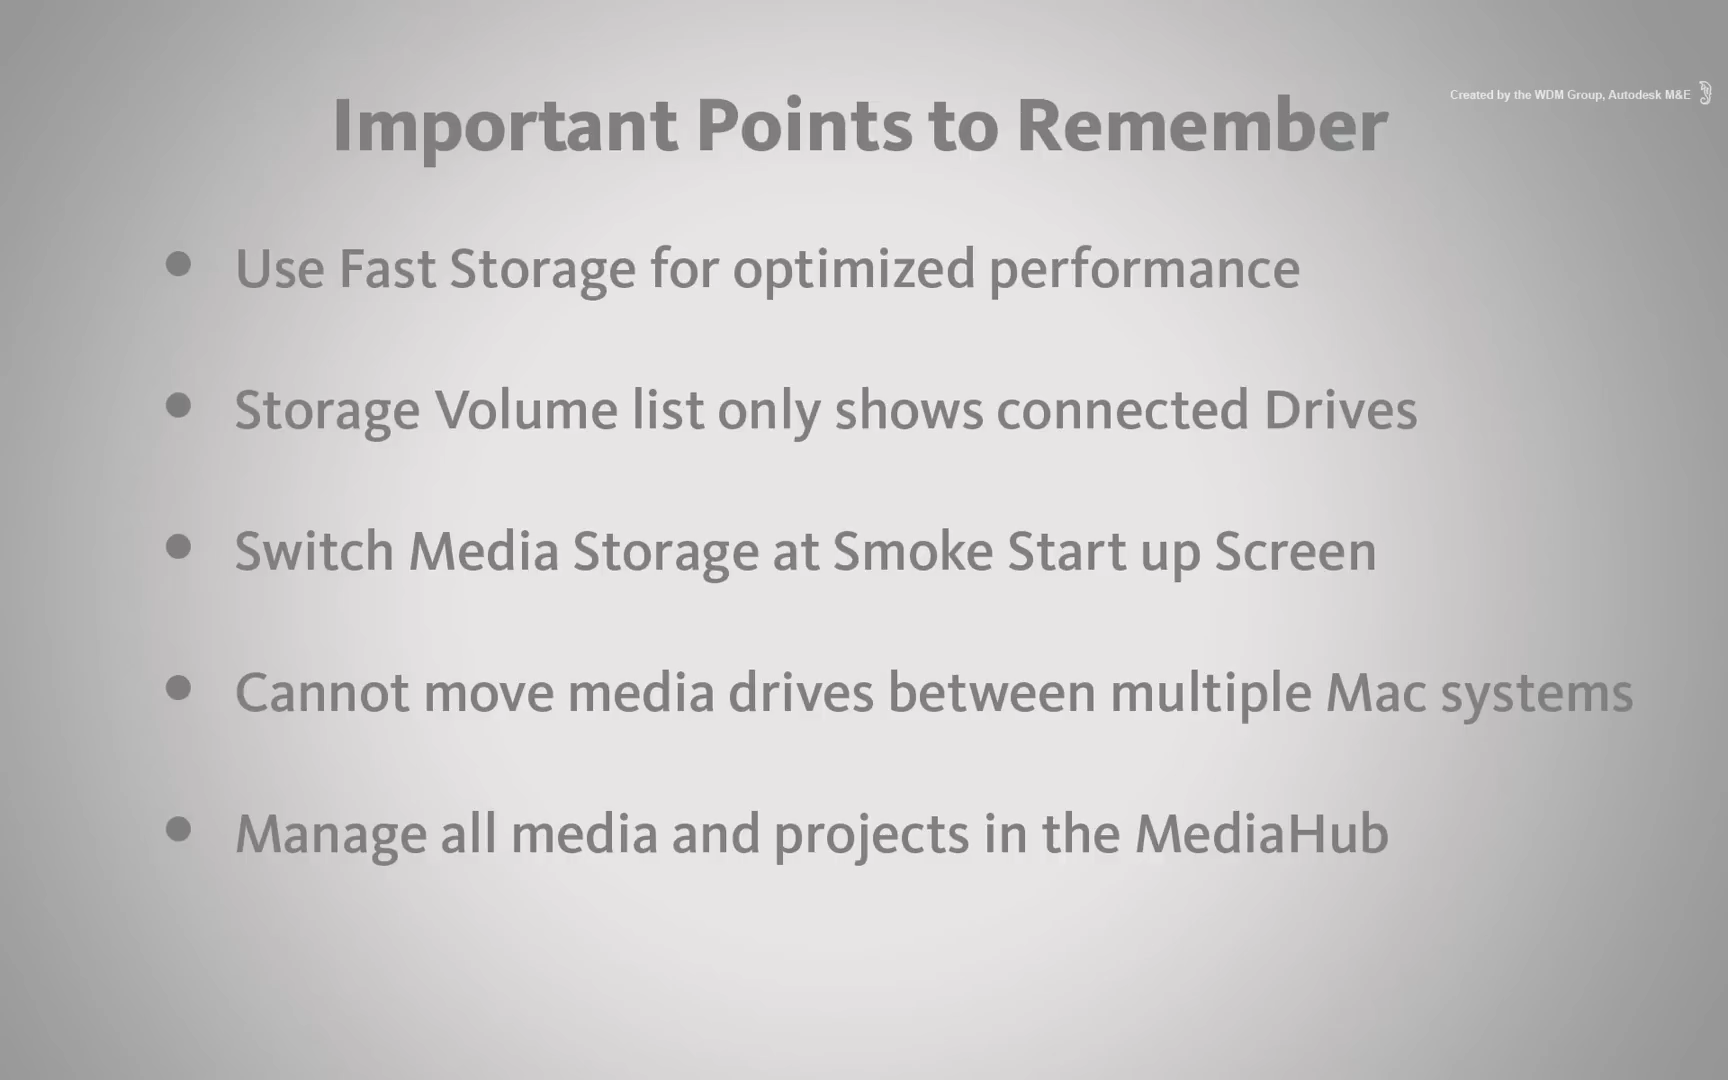 Created by the WDM Group, Autodesk M&E
Important Points to Remember
• Use Fast Storage for optimized performance
• Storage Volume list only shows connected Drives
• Switch Media Storage at Smoke Start up Screen
• Cannot move media drives between multiple Mac systems
• Manage all media and projects in the MediaHub